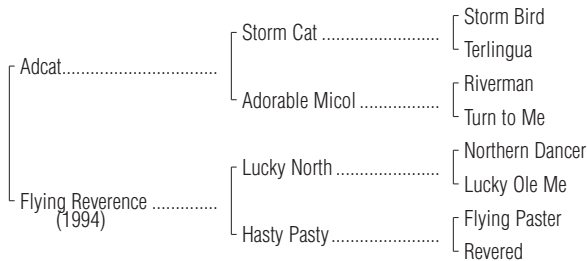 Storm Bird
Storm Cat ........................
Terlingua
Adcat................................
Riverman
Adorable Micol .................
Turn to Me
Northern Dancer
Lucky North .....................
Lucky Ole Me
Flying Reverence ..............
(1994)
Flying Paster
Hasty Pasty.......................
Revered